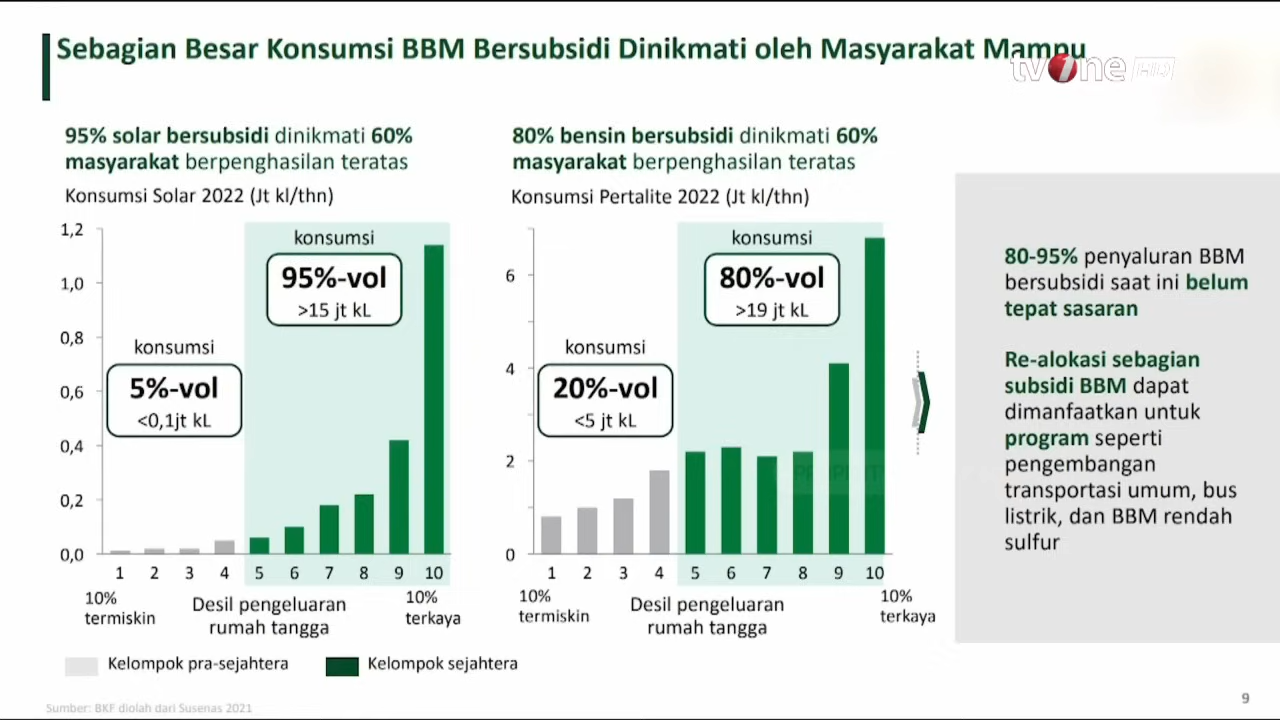 Sebagian Besar Konsumsi BBM Bersubsidi Dinikmati oleh Masyarakat Mampu
tvOne HD
95% solar bersubsidi dinikmati 60%
masyarakat berpenghasilan teratas
Konsumsi Solar 2022 (Jt kl/thn)
1,2
1,0
0,8
0,6
0,4
0,2
0,0
konsumsi
5%-vol
<0,1jt kL
konsumsi
95%-vol
>15 jt kL
1 2 3 4 5 6 7 8 9 10
10%
termiskin
Desil pengeluaran
rumah tangga
10%
terkaya
80% bensin bersubsidi dinikmati 60%
masyarakat berpenghasilan teratas
Konsumsi Pertalite 2022 (Jt kl/thn)
6
4
2
0
konsumsi
20%-vol
<5 jt kL
konsumsi
80%-vol
>19 jt kL
1 2 3 4 5 6 7 8 9 10
10%
termiskin
Desil pengeluaran
rumah tangga
10%
terkaya
80-95% penyaluran BBM
bersubsidi saat ini belum
tepat sasaran
Re-alokasi sebagian
subsidi BBM dapat
dimanfaatkan untuk
program seperti
pengembangan
transportasi umum, bus
listrik, dan BBM rendah
sulfur
Kelompok pra-sejahtera
Kelompok sejahtera
Sumber: BKF diolah dari Susenas 2021
9